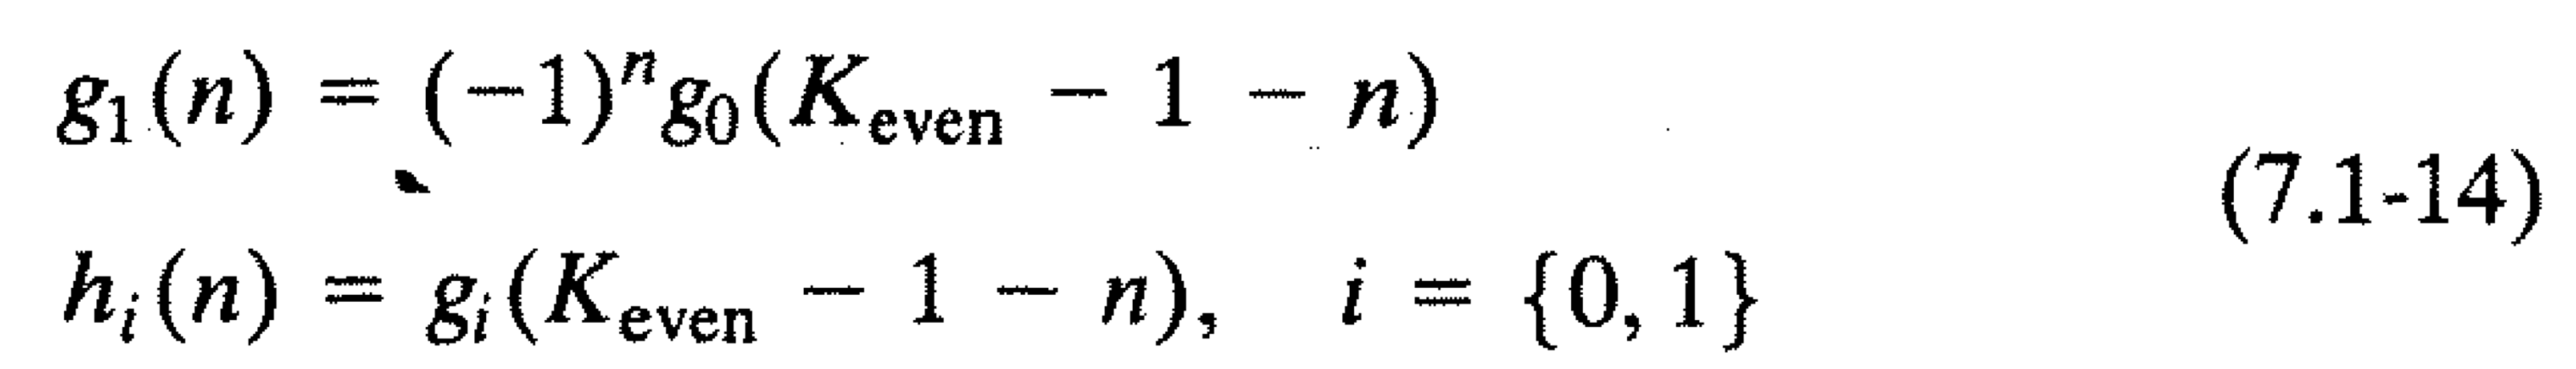 g₁(n) = (−1)ⁿg₀(K_even − 1 − n)
(7.1-14)
hᵢ(n) = gᵢ(K_even − 1 − n), i = {0, 1}